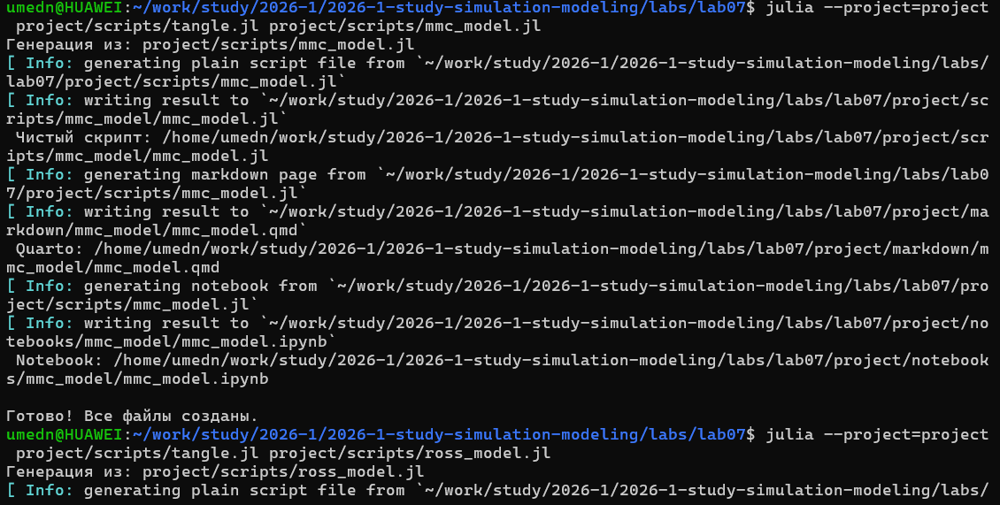 umedn@HUAWEI:~/work/study/2026-1/2026-1-study-simulation-modeling/labs/lab07$ julia --project=project
 project/scripts/tangle.jl project/scripts/mmc_model.jl
Генерация из: project/scripts/mmc_model.jl
[ Info: generating plain script file from `~/work/study/2026-1/2026-1-study-simulation-modeling/labs/
lab07/project/scripts/mmc_model.jl`
[ Info: writing result to `~/work/study/2026-1/2026-1-study-simulation-modeling/labs/lab07/project/sc
ripts/mmc_model/mmc_model.jl`
 Чистый скрипт: /home/umedn/work/study/2026-1/2026-1-study-simulation-modeling/labs/lab07/project/scr
ipts/mmc_model/mmc_model.jl
[ Info: generating markdown page from `~/work/study/2026-1/2026-1-study-simulation-modeling/labs/lab0
7/project/scripts/mmc_model.jl`
[ Info: writing result to `~/work/study/2026-1/2026-1-study-simulation-modeling/labs/lab07/project/ma
rkdown/mmc_model/mmc_model.qmd`
 Quarto: /home/umedn/work/study/2026-1/2026-1-study-simulation-modeling/labs/lab07/project/markdown/m
mc_model/mmc_model.qmd
[ Info: generating notebook from `~/work/study/2026-1/2026-1-study-simulation-modeling/labs/lab07/pro
ject/scripts/mmc_model.jl`
[ Info: writing result to `~/work/study/2026-1/2026-1-study-simulation-modeling/labs/lab07/project/no
tebooks/mmc_model/mmc_model.ipynb`
 Notebook: /home/umedn/work/study/2026-1/2026-1-study-simulation-modeling/labs/lab07/project/notebook
s/mmc_model/mmc_model.ipynb

Готово! Все файлы созданы.
umedn@HUAWEI:~/work/study/2026-1/2026-1-study-simulation-modeling/labs/lab07$ julia --project=project
 project/scripts/tangle.jl project/scripts/ross_model.jl
Генерация из: project/scripts/ross_model.jl
[ Info: generating plain script file from `~/work/study/2026-1/2026-1-study-simulation-modeling/labs/